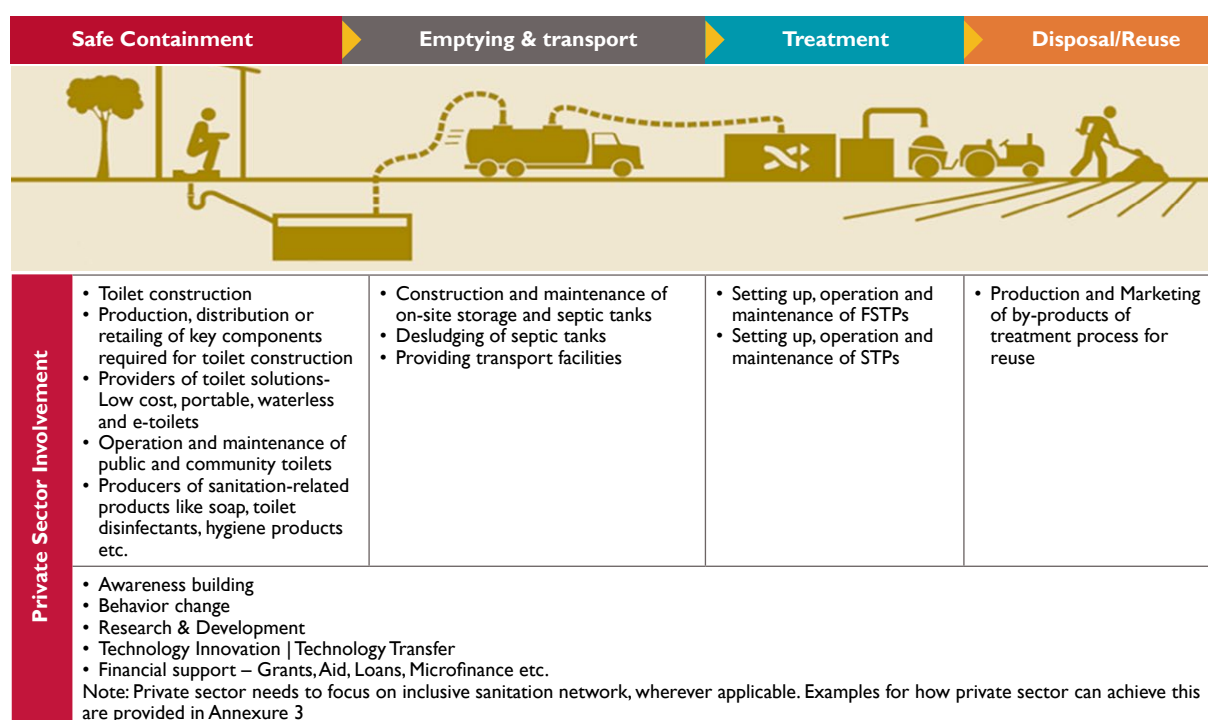 Safe Containment
Emptying & transport
Treatment
Disposal/Reuse
Private Sector Involvement
• Toilet construction
• Production, distribution or
retailing of key components
required for toilet construction
• Providers of toilet solutions-
Low cost, portable, waterless
and e-toilets
• Operation and maintenance of
public and community toilets
• Producers of sanitation-related
products like soap, toilet
disinfectants, hygiene products
etc.
• Construction and maintenance of
on-site storage and septic tanks
• Desludging of septic tanks
• Providing transport facilities
• Setting up, operation and
maintenance of FSTPs
• Setting up, operation and
maintenance of STPs
• Production and Marketing
of by-products of
treatment process for
reuse
• Awareness building
• Behavior change
• Research & Development
• Technology Innovation | Technology Transfer
• Financial support – Grants, Aid, Loans, Microfinance etc.
Note: Private sector needs to focus on inclusive sanitation network, wherever applicable. Examples for how private sector can achieve this
are provided in Annexure 3